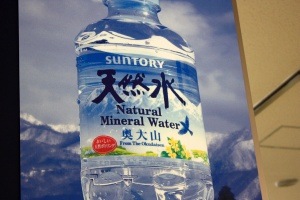 SUNTORY
天然水
Natural
Mineral Water
奥大山
From The Okudaisen